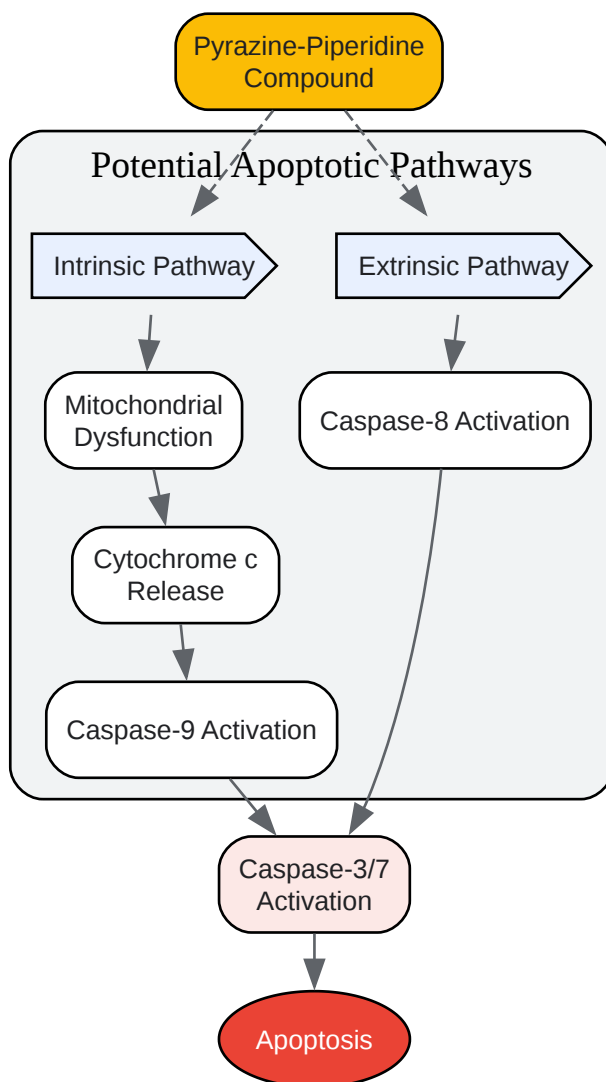 Pyrazine-Piperidine
Compound
Potential Apoptotic Pathways
Intrinsic Pathway
Extrinsic Pathway
Mitochondrial
Dysfunction
Caspase-8 Activation
Cytochrome c
Release
Caspase-9 Activation
Caspase-3/7
Activation
Apoptosis